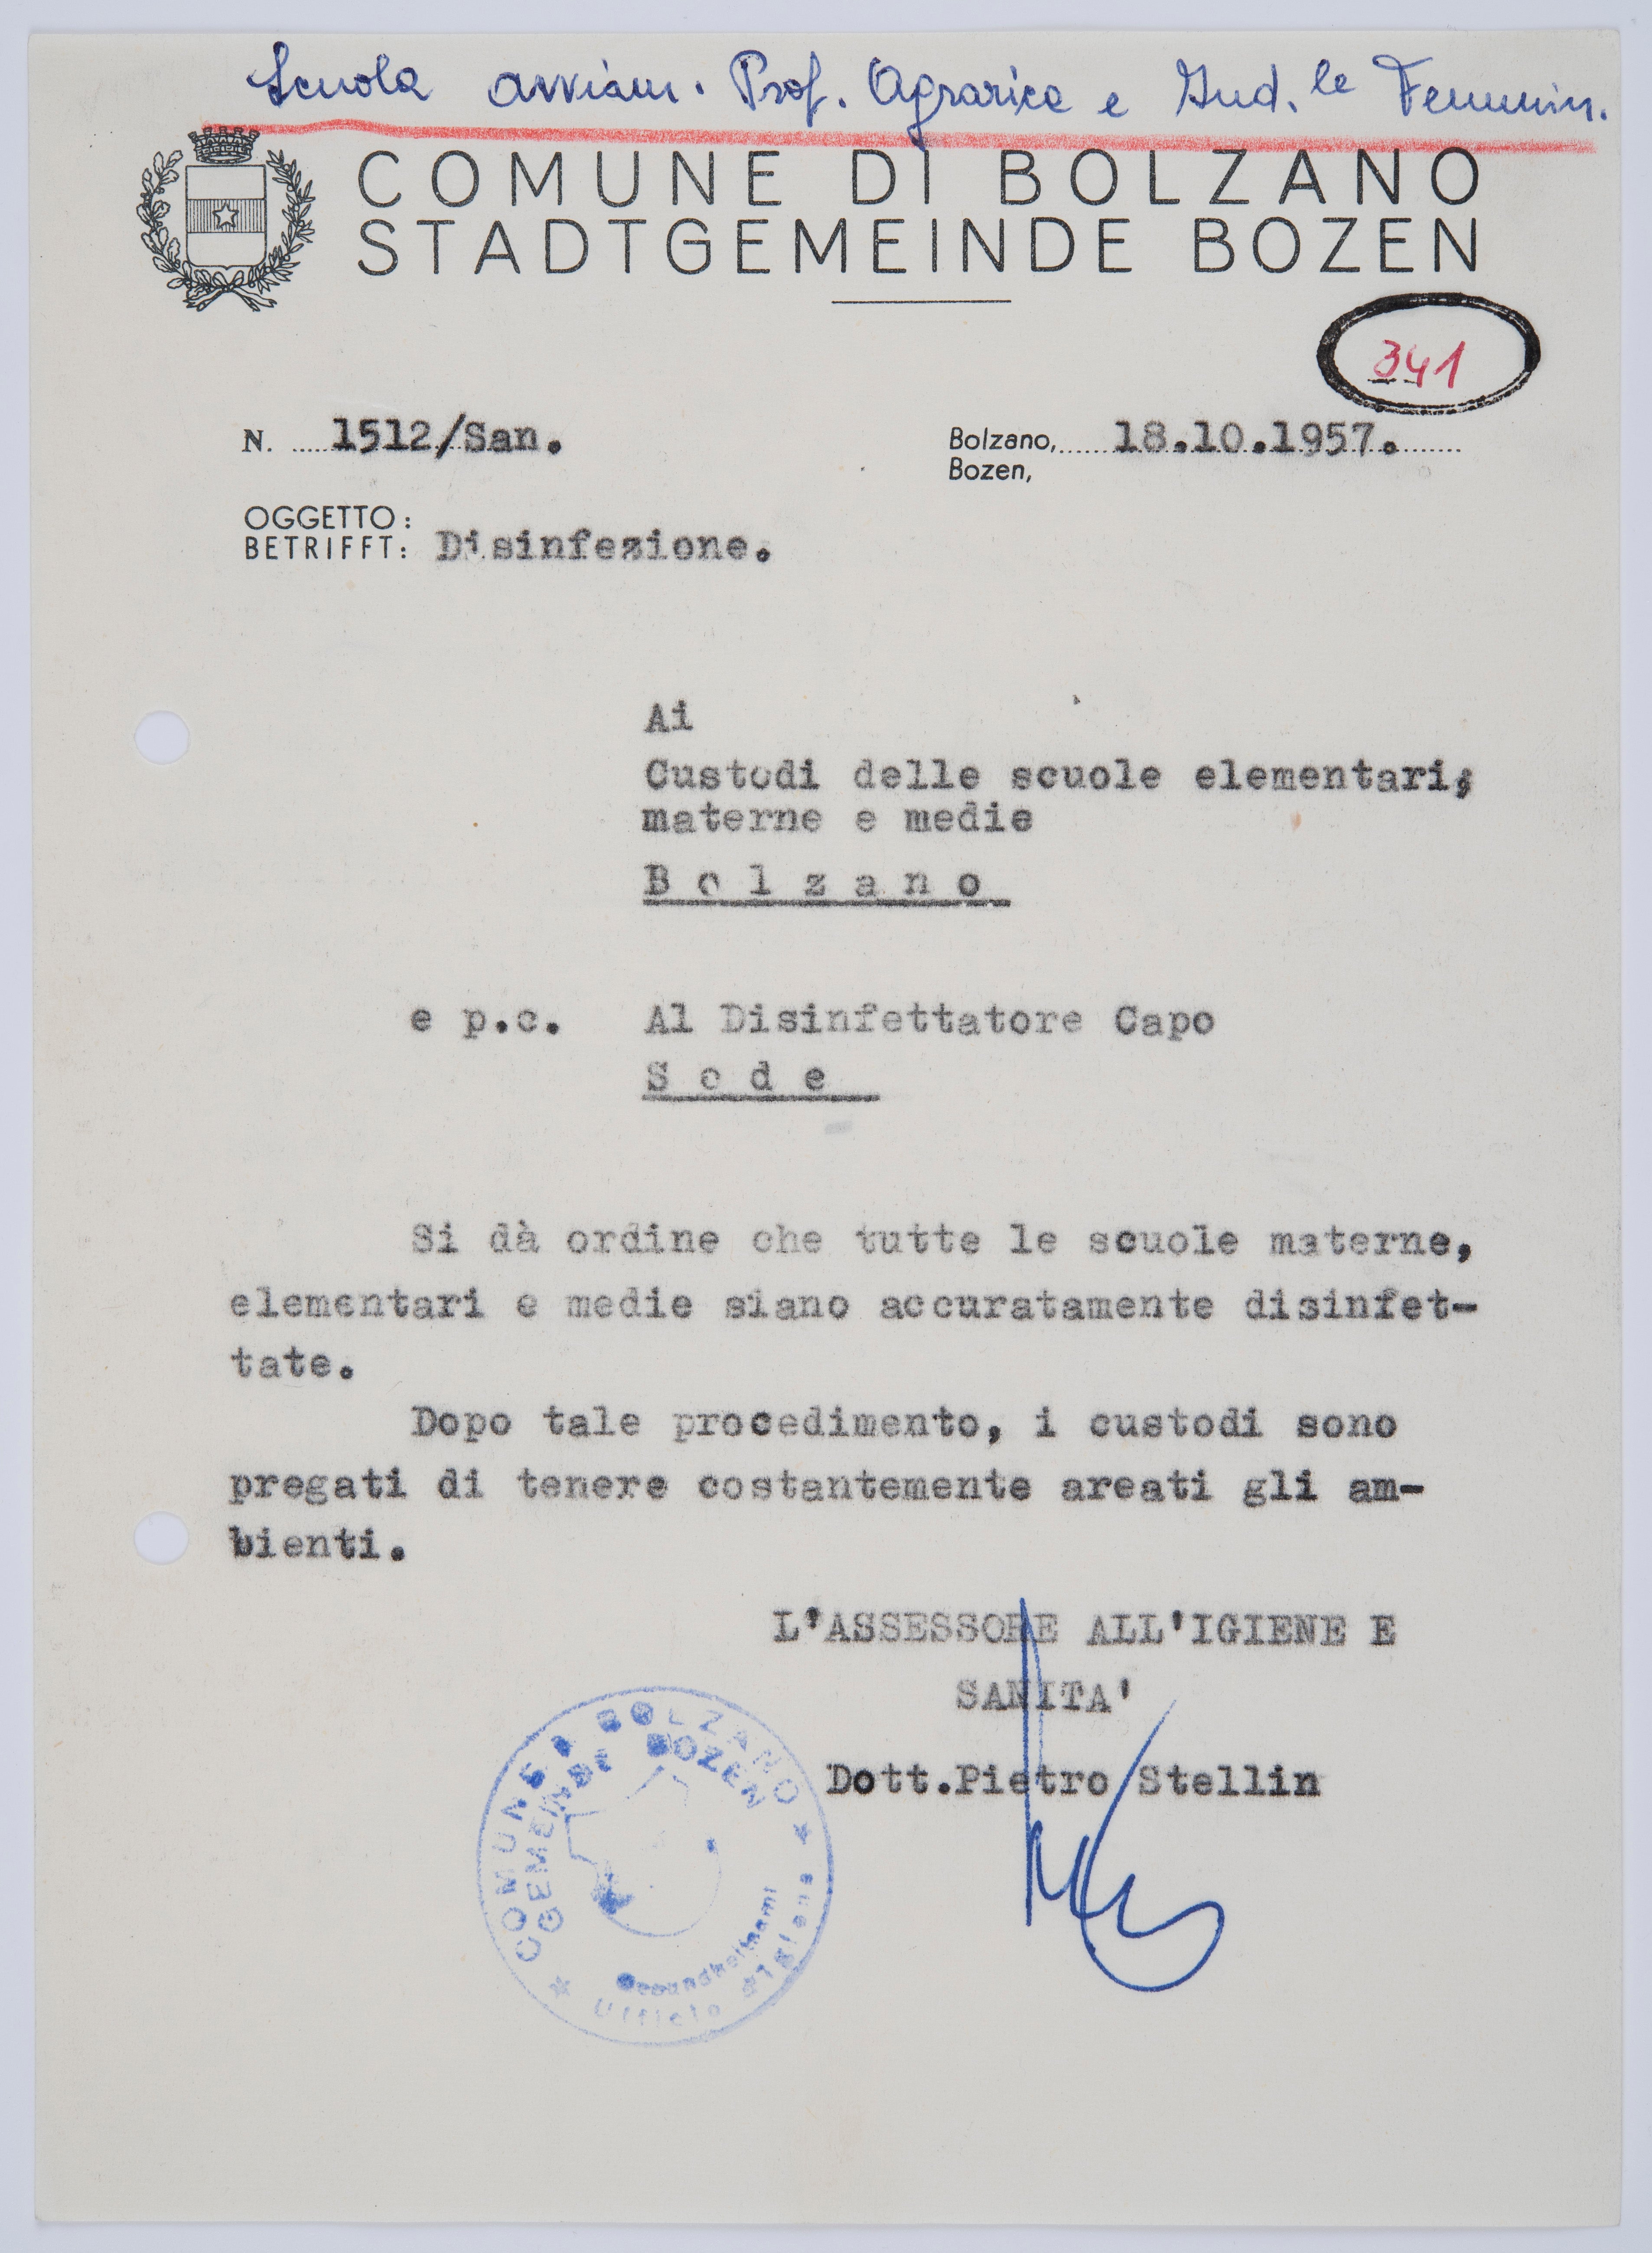 Scuola avviam. Prof. Agrarica e Ind.le Femmin.
COMUNE DI BOLZANO
STADTGEMEINDE BOZEN
341
N. 1512/San.
Bolzano, 18.10.1957.
Bozen,
OGGETTO:
BETRIFFT: Disinfezione.
Ai
Custodi delle scuole elementari,
materne e medie
Bolzano
e p.c. Al Disinfettatore Capo
Sede
Si dà ordine che tutte le scuole materne,
elementari e medie siano accuratamente disinfet-
tate.
Dopo tale procedimento, i custodi sono
pregati di tenere costantemente areati gli am-
bienti.
L'ASSESSORE ALL'IGIENE E
SANITA'
Dott.Pietro Stellin
COMUNE DI BOLZANO
GEMEINDE BOZEN
Gesundheitsamt
Ufficio d'Igiene